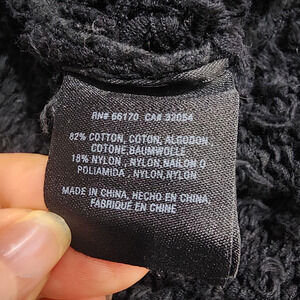 RN# 66170 CA# 32054
82% COTTON, COTON, ALGODON
COTONE,BAUMWOLLE
18% NYLON , NYLON,NAILON O
POLIAMIDA , NYLON,NYLON
MADE IN CHINA, HECHO EN CHINA,
FABRIQUÉ EN CHINE